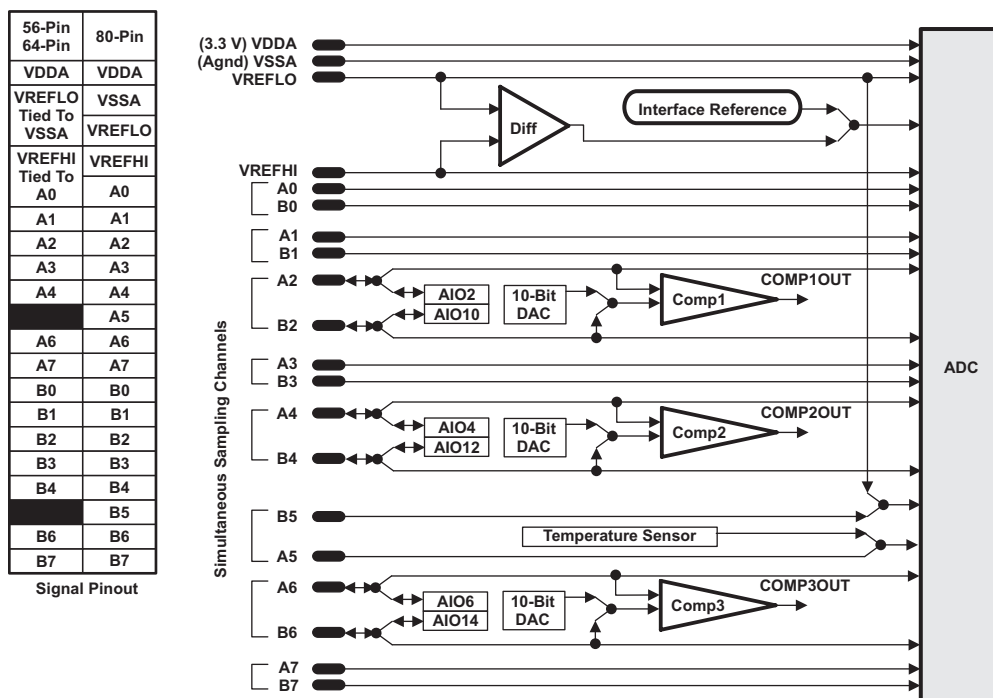 56-Pin
64-Pin
80-Pin
VDDA
VDDA
VREFLO
Tied To
VSSA
VSSA
VREFLO
VREFHI
Tied To
A0
VREFHI
A0
A1
A1
A2
A2
A3
A3
A4
A4
A5
A6
A6
A7
A7
B0
B0
B1
B1
B2
B2
B3
B3
B4
B4
B5
B6
B6
B7
B7
Signal Pinout
(3.3 V) VDDA
(Agnd) VSSA
VREFLO
Diff
Interface Reference
VREFHI
A0
B0
A1
B1
A2
AIO2
AIO10
10-Bit
DAC
Comp1
COMP1OUT
B2
Simultaneous Sampling Channels
A3
B3
A4
AIO4
AIO12
10-Bit
DAC
Comp2
COMP2OUT
B4
B5
Temperature Sensor
A5
A6
AIO6
AIO14
10-Bit
DAC
Comp3
COMP3OUT
B6
A7
B7
ADC